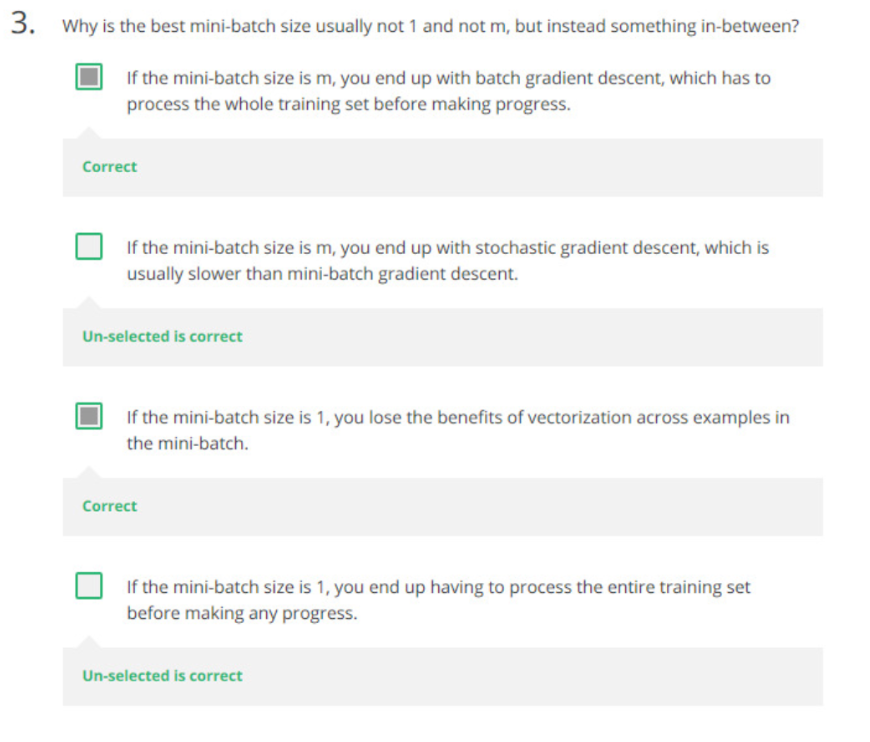 3. Why is the best mini-batch size usually not 1 and not m, but instead something in-between?
If the mini-batch size is m, you end up with batch gradient descent, which has to
process the whole training set before making progress.
Correct
If the mini-batch size is m, you end up with stochastic gradient descent, which is
usually slower than mini-batch gradient descent.
Un-selected is correct
If the mini-batch size is 1, you lose the benefits of vectorization across examples in
the mini-batch.
Correct
If the mini-batch size is 1, you end up having to process the entire training set
before making any progress.
Un-selected is correct